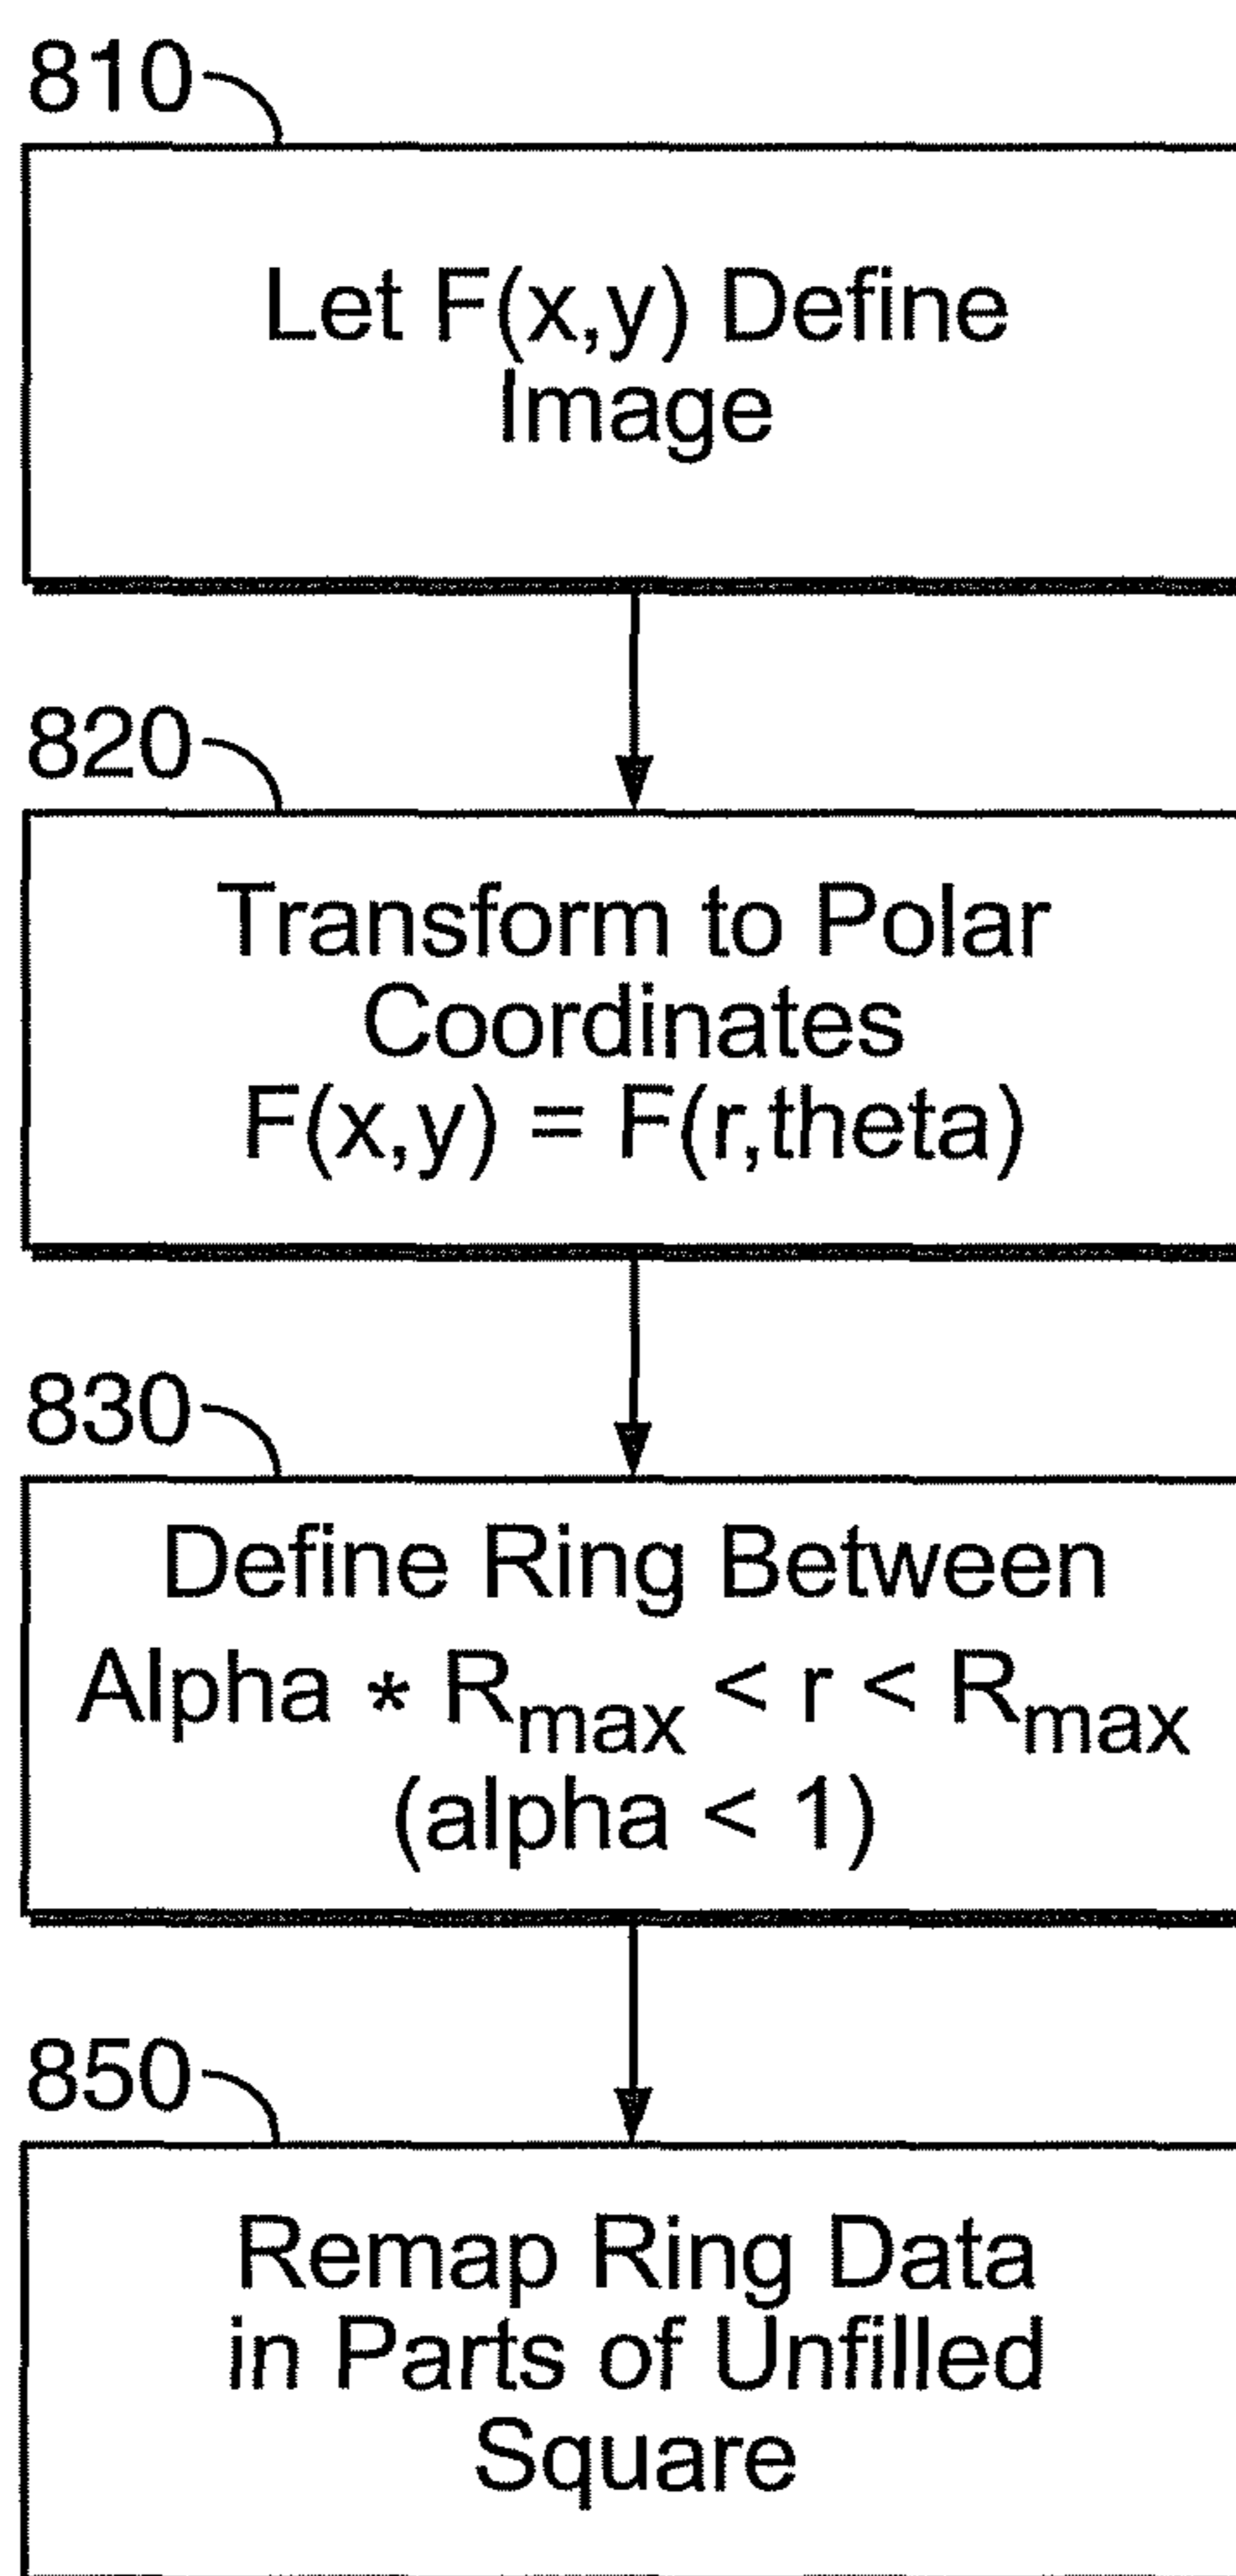 810
Let F(x,y) Define
Image
820
Transform to Polar
Coordinates
F(x,y) = F(r,theta)
830
Define Ring Between
Alpha * Rmax < r < Rmax
(alpha < 1)
850
Remap Ring Data
in Parts of Unfilled
Square